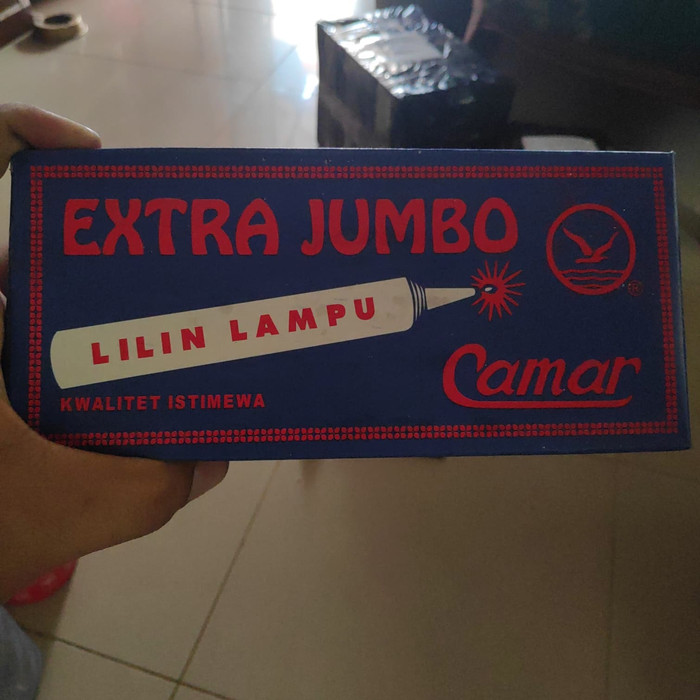 EXTRA JUMBO
LILIN LAMPU
Camar
KWALITET ISTIMEWA